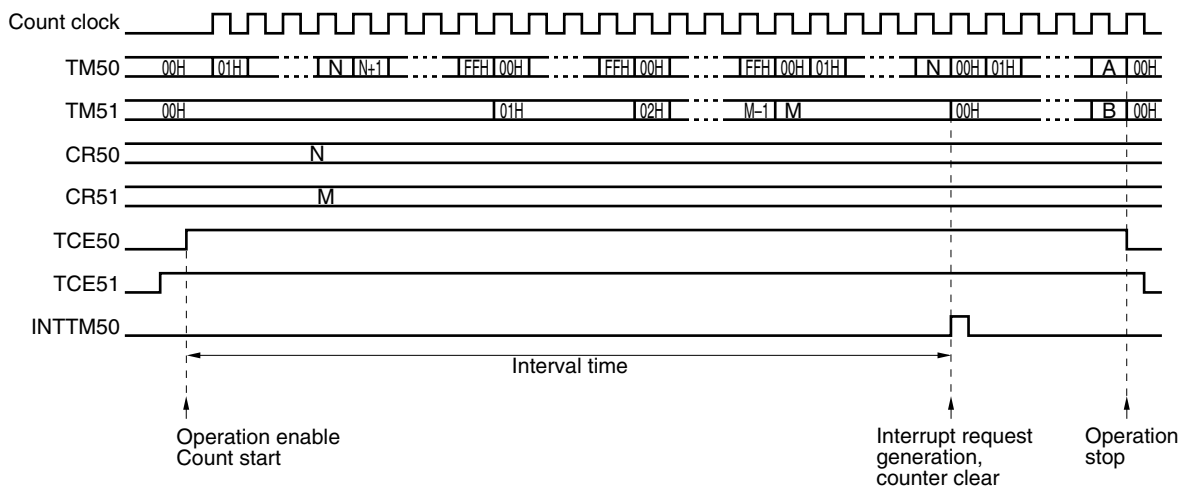 Count clock
TM50 00H 01H N N+1 FFH 00H FFH 00H FFH 00H 01H N 00H 01H A 00H
TM51 00H 01H 02H M−1 M 00H B 00H
CR50 N
CR51 M
TCE50
TCE51
INTTM50
Interval time
Operation enable
Count start
Interrupt request
generation,
counter clear
Operation
stop